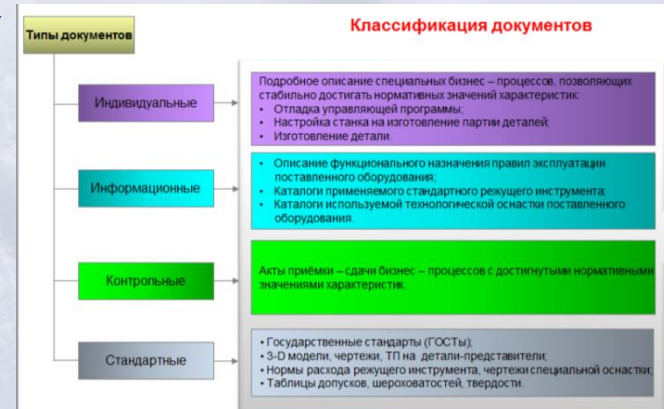 Классификация документов
Типы документов
Индивидуальные
Подробное описание специальных бизнес – процессов, позволяющих
стабильно достигать нормативных значений характеристик:
• Отладка управляющей программы;
• Настройка станка на изготовление партии деталей;
• Изготовление детали.
Информационные
• Описание функционального назначения правил эксплуатации
поставленного оборудования;
• Каталоги применяемого стандартного режущего инструмента;
• Каталоги используемой технологической оснастки поставленного
оборудования.
Контрольные
Акты приёмки – сдачи бизнес – процессов с достигнутыми нормативными
значениями характеристик.
Стандартные
• Государственные стандарты (ГОСТы);
• 3-D модели, чертежи, ТП на детали-представители;
• Нормы расхода режущего инструмента, чертежи специальной оснастки;
• Таблицы допусков, шероховатостей, твердости.